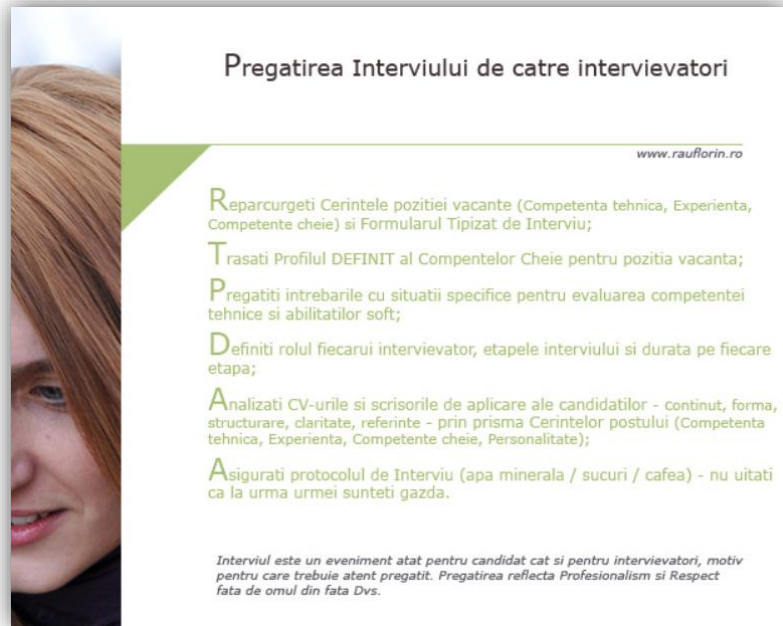 Pregatirea Interviului de catre intervievatori
www.rauflorin.ro
Reparcurgeti Cerintele pozitiei vacante (Competenta tehnica, Experienta,
Competente cheie) si Formularul Tipizat de Interviu;
Trasati Profilul DEFINIT al Compentelor Cheie pentru pozitia vacanta;
Pregatiti intrebarile cu situatii specifice pentru evaluarea competentei
tehnice si abilitatilor soft;
Definiti rolul fiecarui intervievator, etapele interviului si durata pe fiecare
etapa;
Analizati CV-urile si scrisorile de aplicare ale candidatilor - continut, forma,
structurare, claritate, referinte - prin prisma Cerintelor postului (Competenta
tehnica, Experienta, Competente cheie, Personalitate);
Asigurati protocolul de Interviu (apa minerala / sucuri / cafea) - nu uitati
ca la urma urmei sunteti gazda.
Interviul este un eveniment atat pentru candidat cat si pentru intervievatori, motiv
pentru care trebuie atent pregatit. Pregatirea reflecta Profesionalism si Respect
fata de omul din fata Dvs.